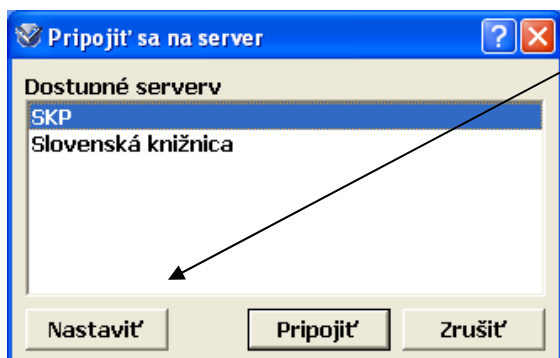 Pripojiť sa na server
Dostupné servery
SKP
Slovenská knižnica
Nastaviť
Pripojiť
Zrušiť